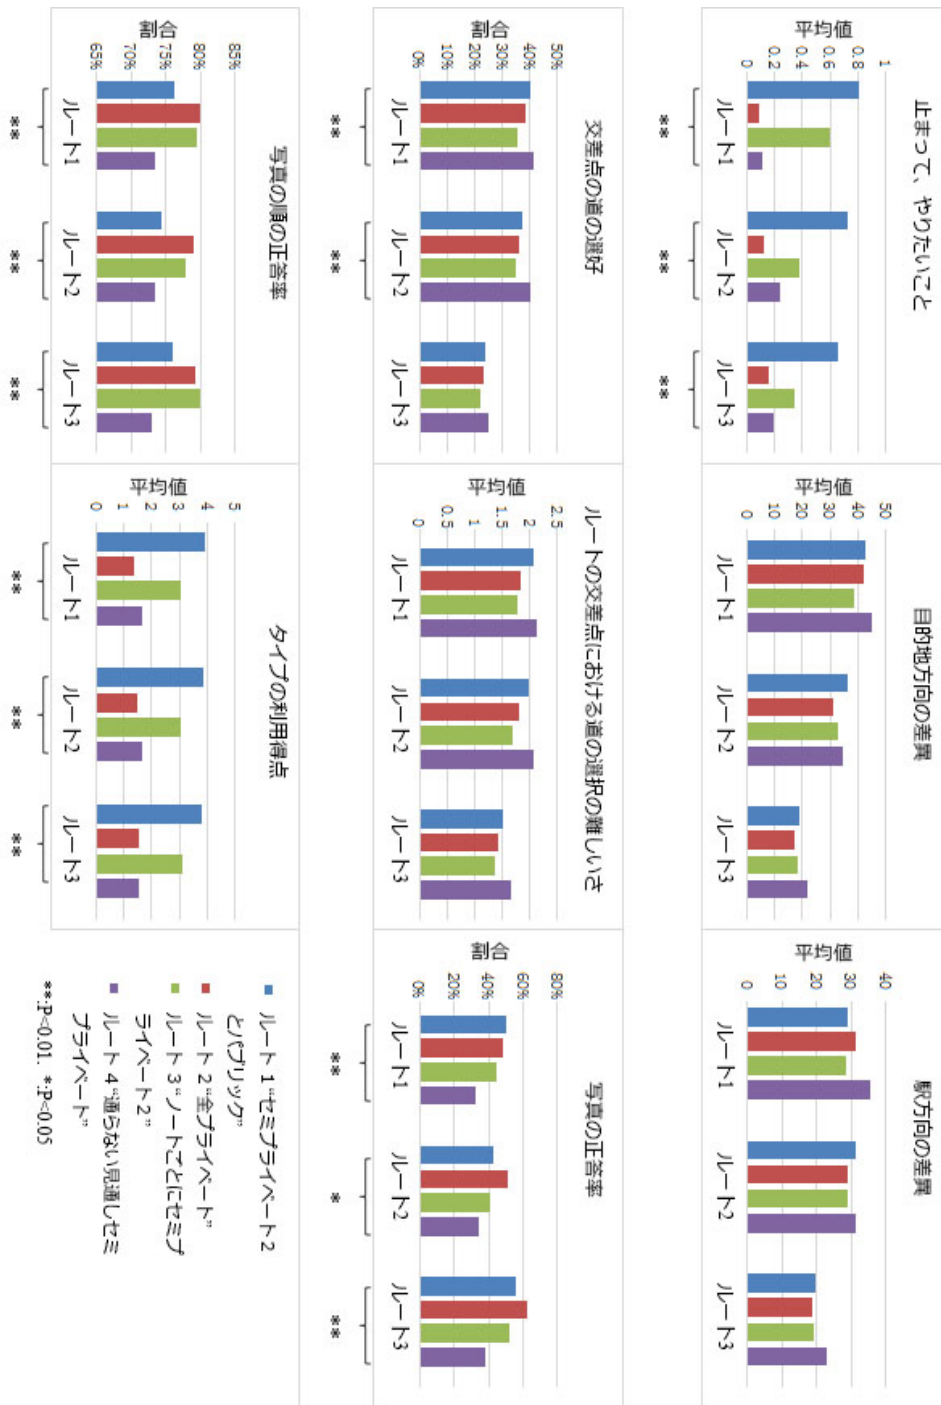 止まって、やりたいこと
平均値
1
0.8
0.6
0.4
0.2
0
ルート1
ルート2
ルート3
**
**
**
目的地方向の差異
平均値
50
40
30
20
10
0
ルート1
ルート2
ルート3
駅方向の差異
平均値
40
30
20
10
0
ルート1
ルート2
ルート3
交差点の道の選好
割合
50%
40%
30%
20%
10%
0%
ルート1
ルート2
ルート3
**
**
ルートの交差点における道の選択の難しいさ
平均値
2.5
2
1.5
1
0.5
0
ルート1
ルート2
ルート3
写真の正答率
割合
80%
60%
40%
20%
0%
ルート1
ルート2
ルート3
**
*
**
写真の順の正答率
割合
85%
80%
75%
70%
65%
ルート1
ルート2
ルート3
**
**
**
タイプの利用得点
平均値
5
4
3
2
1
0
ルート1
ルート2
ルート3
**
**
**
ルート 1 “セミプライベート 2
とパブリック”
ルート 2 “全プライベート”
ルート 3 “ノートごとにセミプ
ライベート 2”
ルート 4 “通らない見通しセミ
プライベート”
**:P<0.01. *:P<0.05